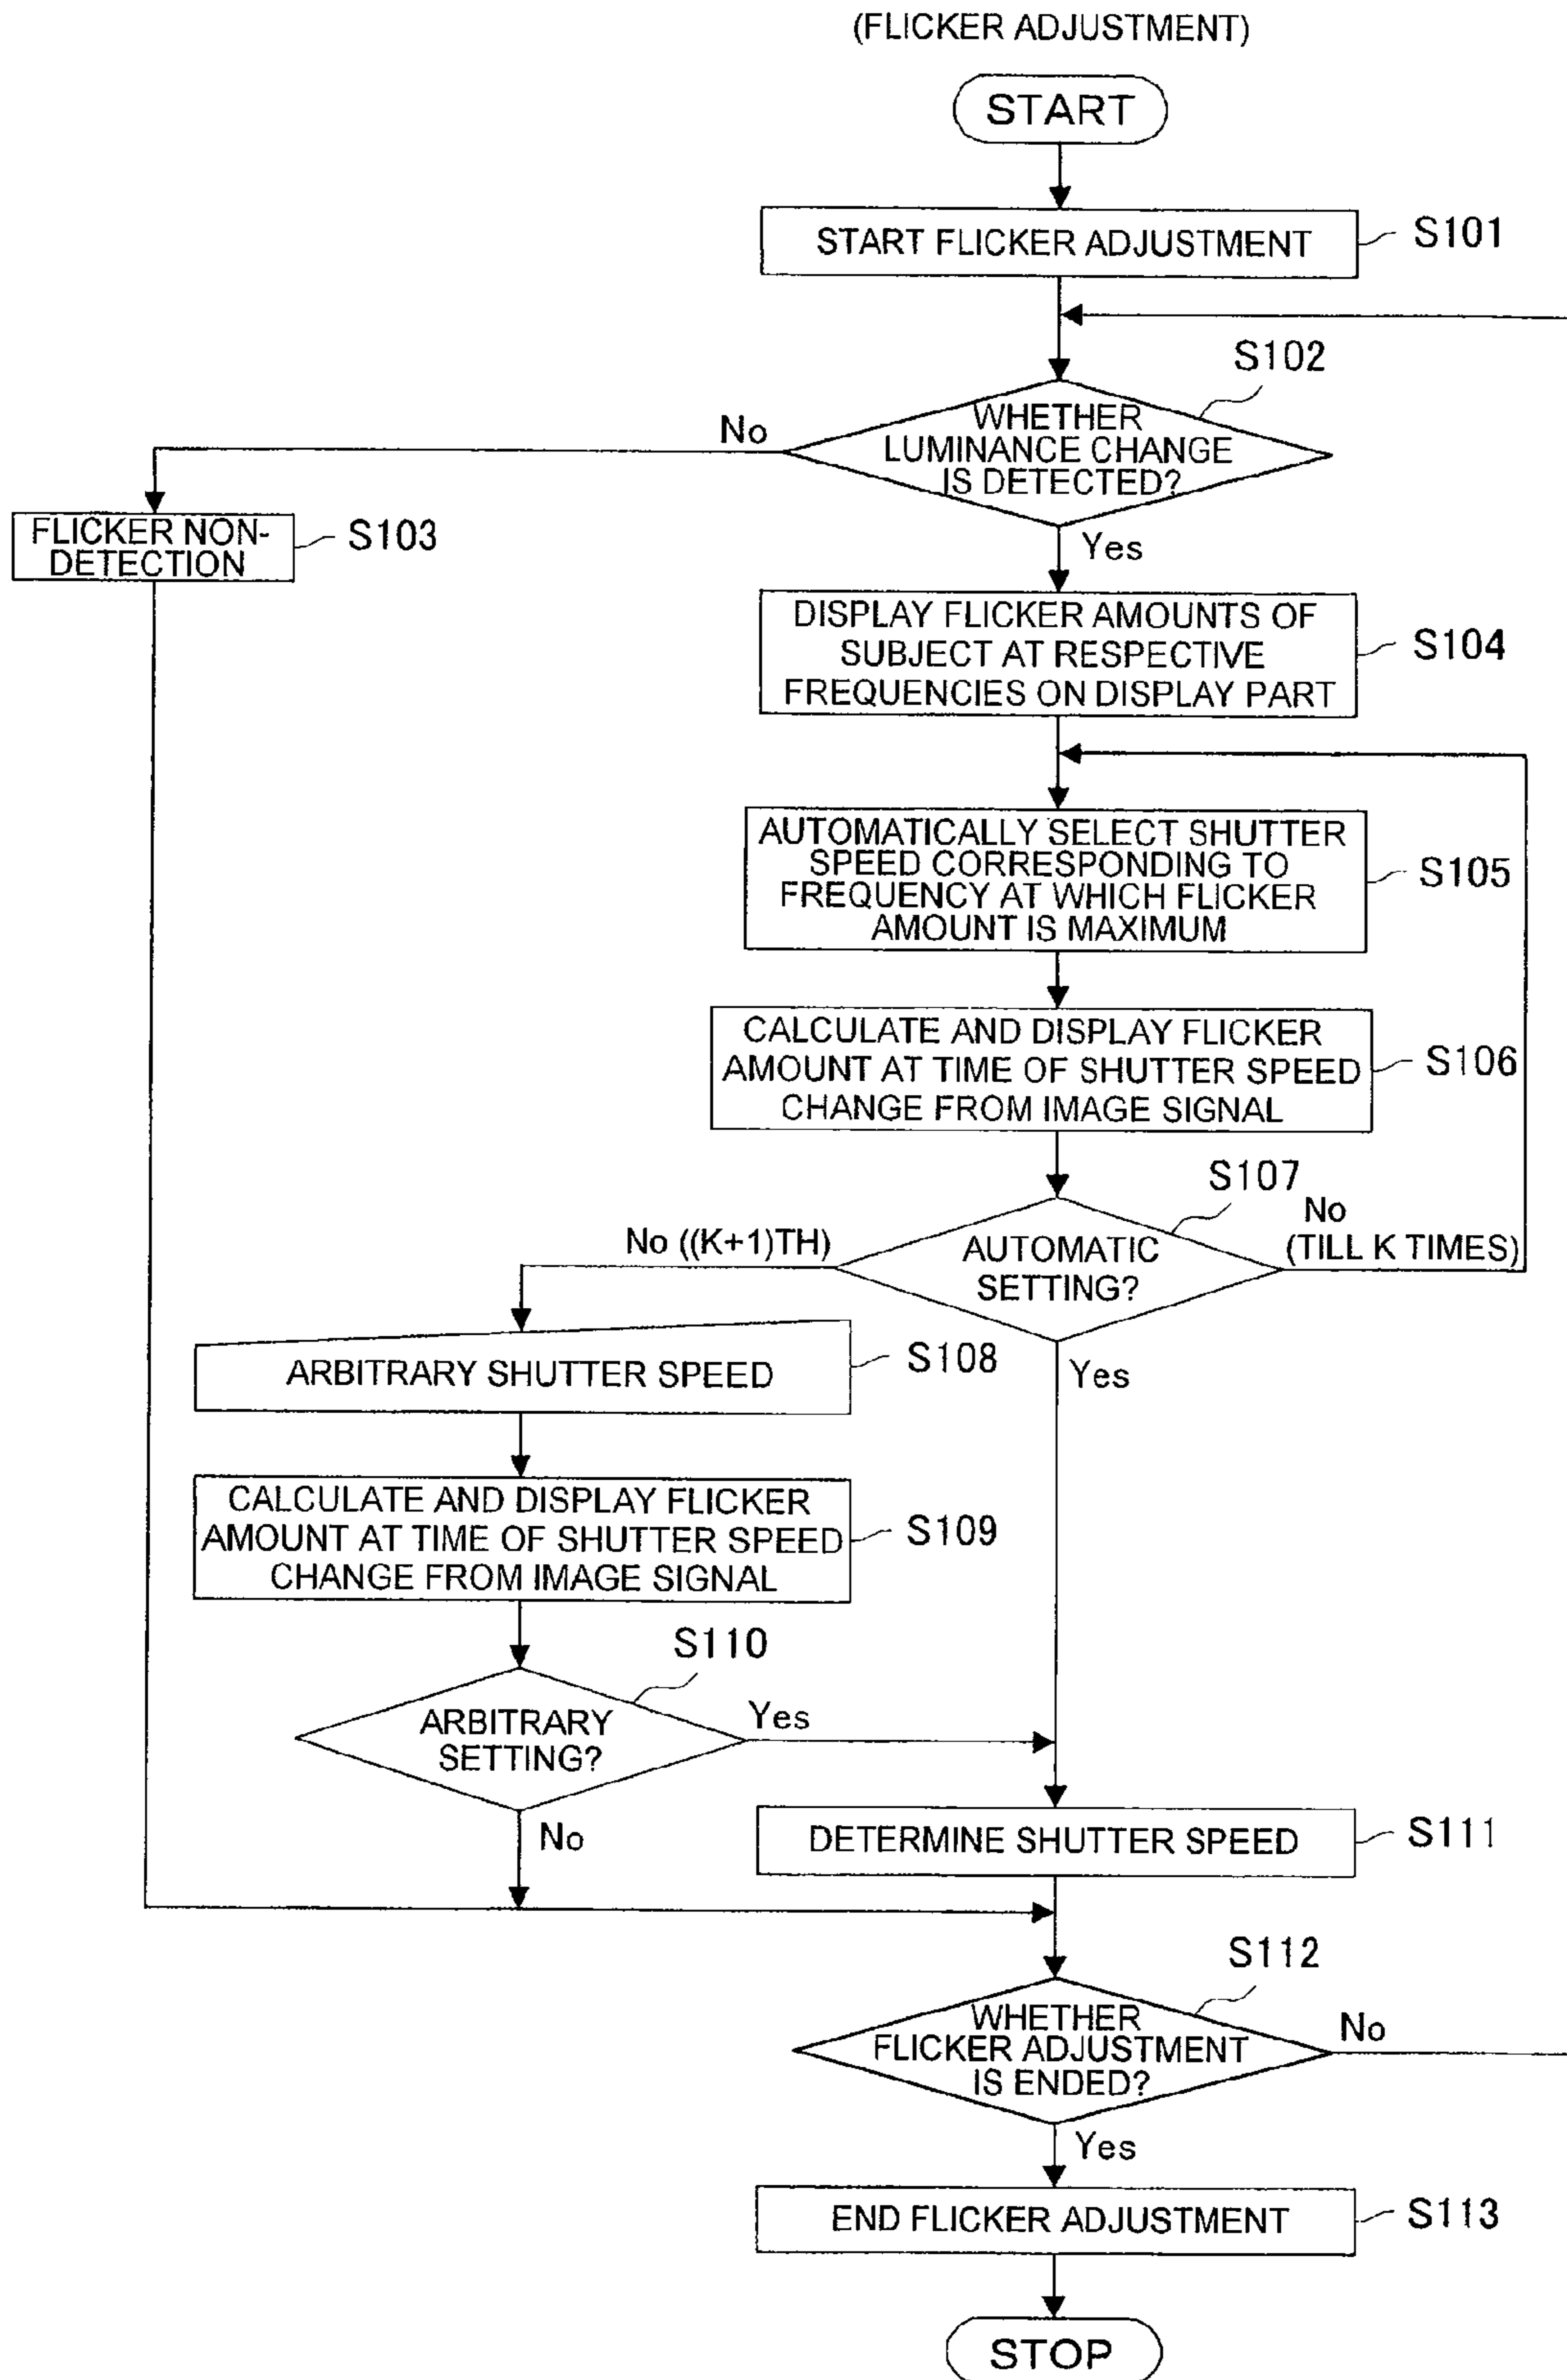 (FLICKER ADJUSTMENT)
START
START FLICKER ADJUSTMENT
S101
S102
WHETHER
LUMINANCE CHANGE
IS DETECTED?
No
Yes
FLICKER NON-
DETECTION
S103
DISPLAY FLICKER AMOUNTS OF
SUBJECT AT RESPECTIVE
FREQUENCIES ON DISPLAY PART
S104
AUTOMATICALLY SELECT SHUTTER
SPEED CORRESPONDING TO
FREQUENCY AT WHICH FLICKER
AMOUNT IS MAXIMUM
S105
CALCULATE AND DISPLAY FLICKER
AMOUNT AT TIME OF SHUTTER SPEED
CHANGE FROM IMAGE SIGNAL
S106
S107
AUTOMATIC
SETTING?
No ((K+1)TH)
No
(TILL K TIMES)
Yes
ARBITRARY SHUTTER SPEED
S108
CALCULATE AND DISPLAY FLICKER
AMOUNT AT TIME OF SHUTTER SPEED
CHANGE FROM IMAGE SIGNAL
S109
S110
ARBITRARY
SETTING?
Yes
No
DETERMINE SHUTTER SPEED
S111
S112
WHETHER
FLICKER ADJUSTMENT
IS ENDED?
No
Yes
END FLICKER ADJUSTMENT
S113
STOP